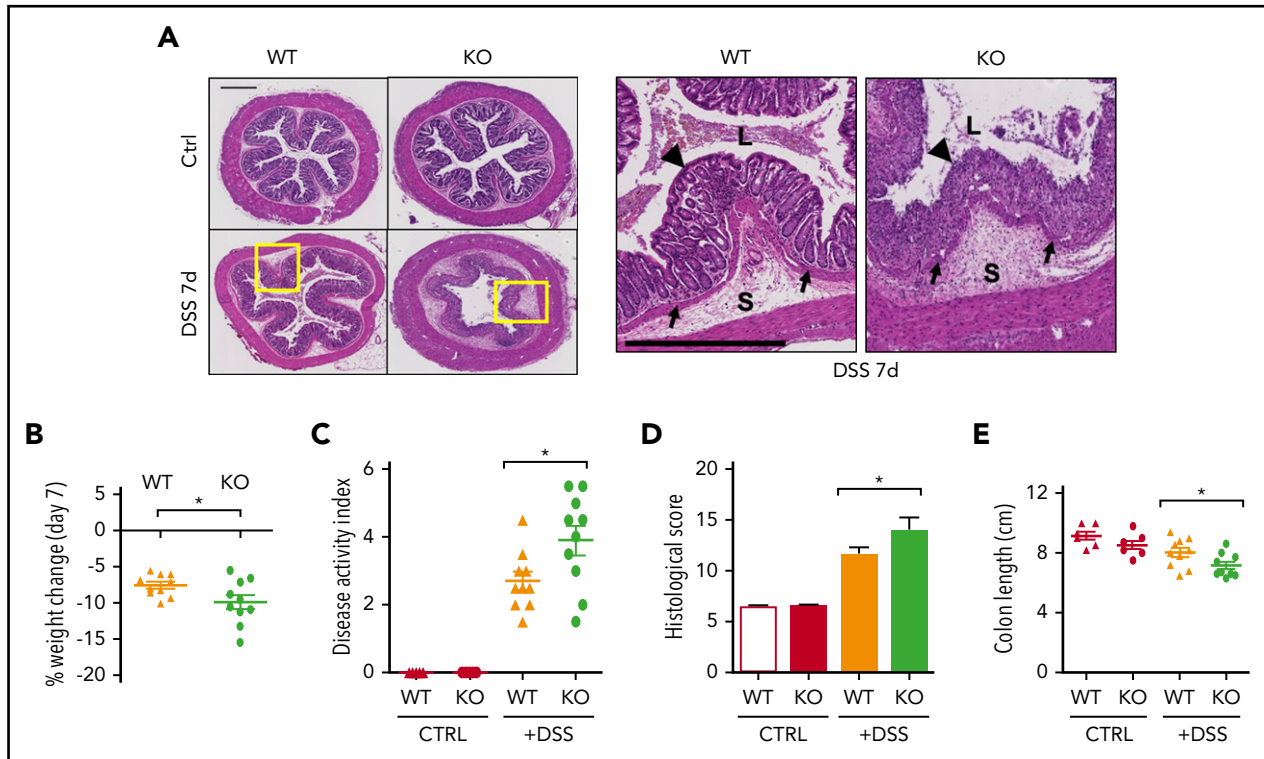 A
WT
KO
WT
KO
Ctrl
DSS 7d
L
S
L
S
DSS 7d
B
% weight change (day 7)
WT
KO
*
5
0
-5
-10
-15
-20
C
Disease activity index
6
4
2
0
*
WT
KO
WT
KO
CTRL
+DSS
D
Histological score
20
15
10
5
0
*
WT
KO
WT
KO
CTRL
+DSS
E
Colon length (cm)
12
8
4
0
*
WT
KO
WT
KO
CTRL
+DSS